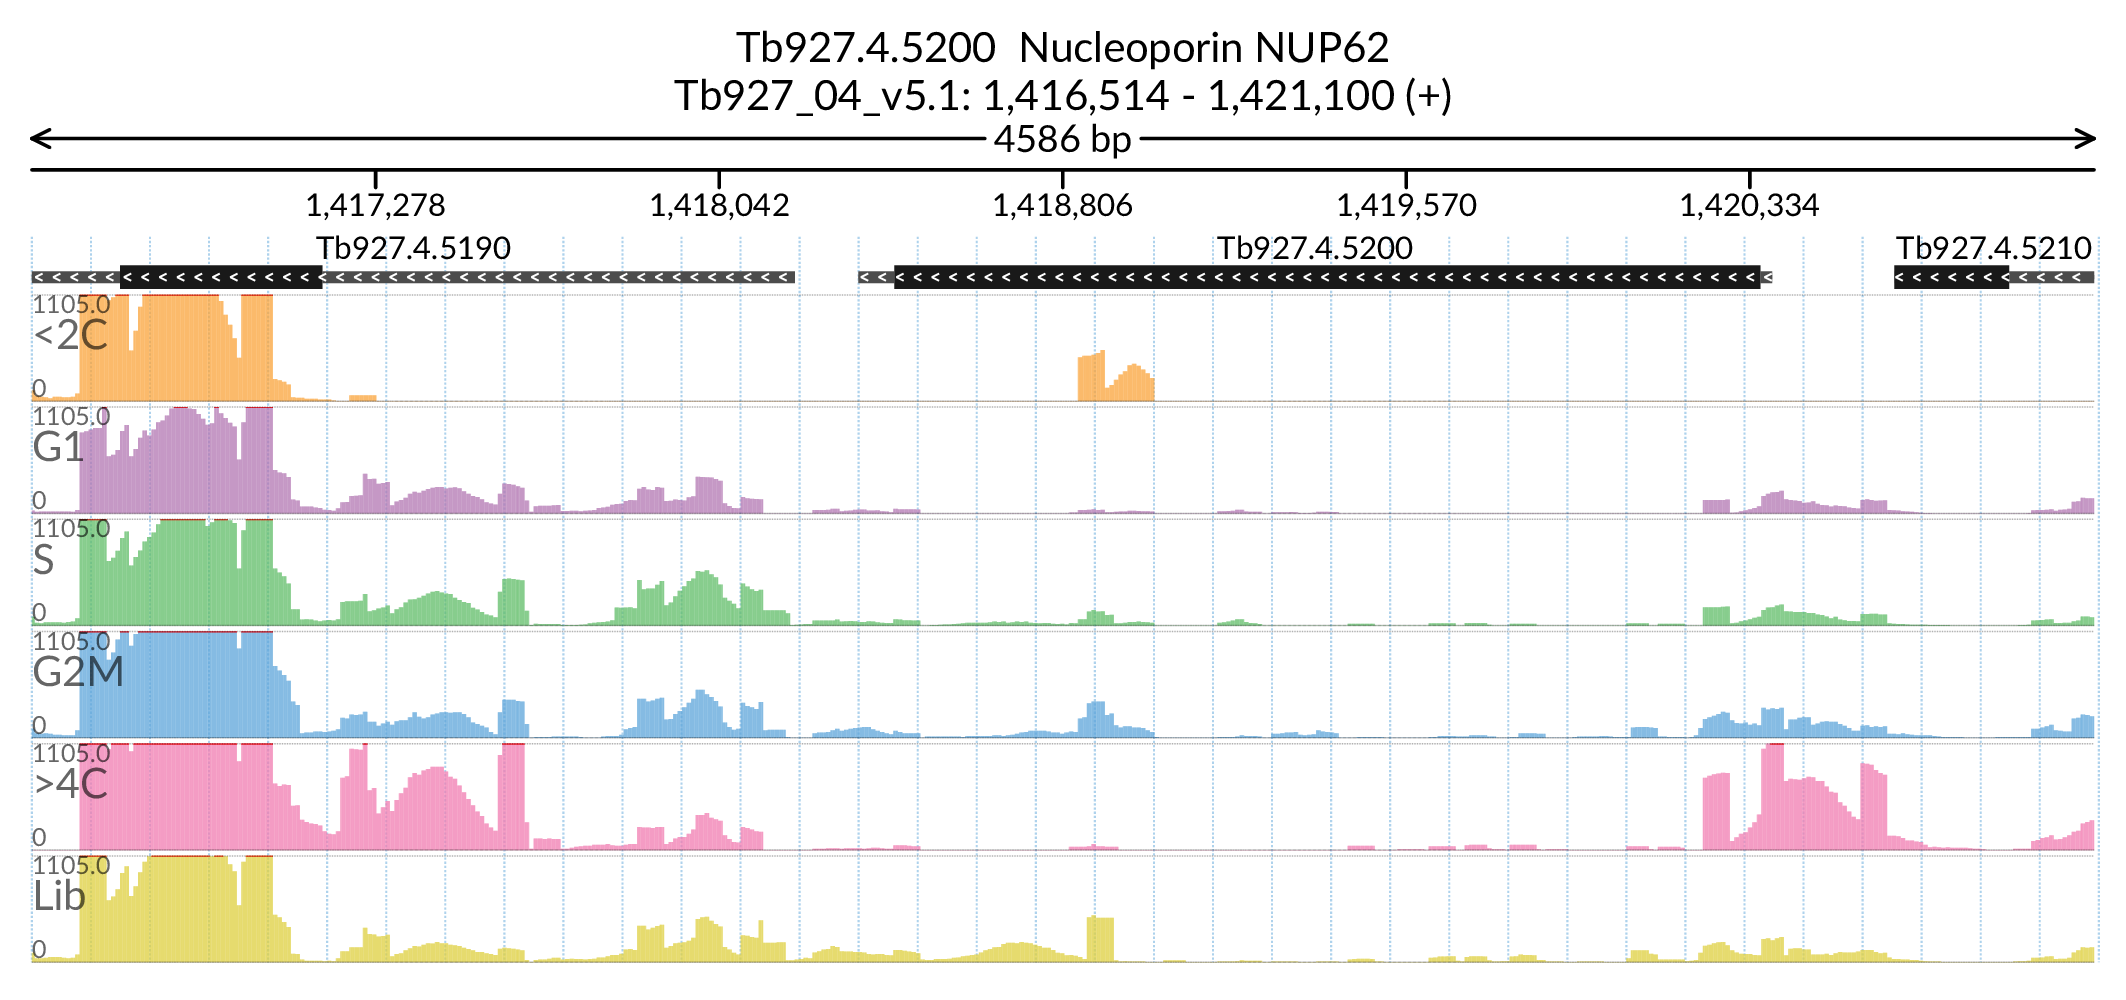 Tb927.4.5200 Nucleoporin NUP62
Tb927_04_v5.1: 1,416,514 - 1,421,100 (+)
4586 bp
1,417,278 1,418,042 1,418,806 1,419,570 1,420,334
Tb927.4.5190 Tb927.4.5200 Tb927.4.5210
1105.0
<2C
0
1105.0
G1
0
1105.0
S
0
1105.0
G2M
0
1105.0
>4C
0
1105.0
Lib
0